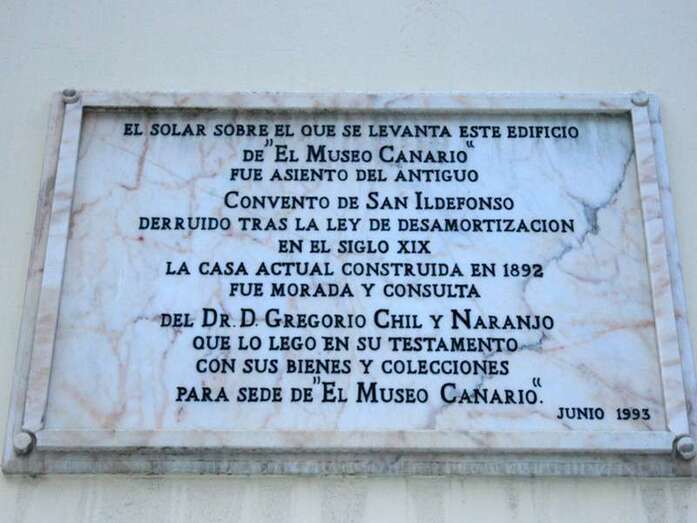 EL SOLAR SOBRE EL QUE SE LEVANTA ESTE EDIFICIO
DE "EL MUSEO CANARIO"
FUE ASIENTO DEL ANTIGUO
CONVENTO DE SAN ILDEFONSO
DERRUIDO TRAS LA LEY DE DESAMORTIZACION
EN EL SIGLO XIX
LA CASA ACTUAL CONSTRUIDA EN 1892
FUE MORADA Y CONSULTA
DEL DR. D. GREGORIO CHIL Y NARANJO
QUE LO LEGO EN SU TESTAMENTO
CON SUS BIENES Y COLECCIONES
PARA SEDE DE "EL MUSEO CANARIO".
JUNIO 1993